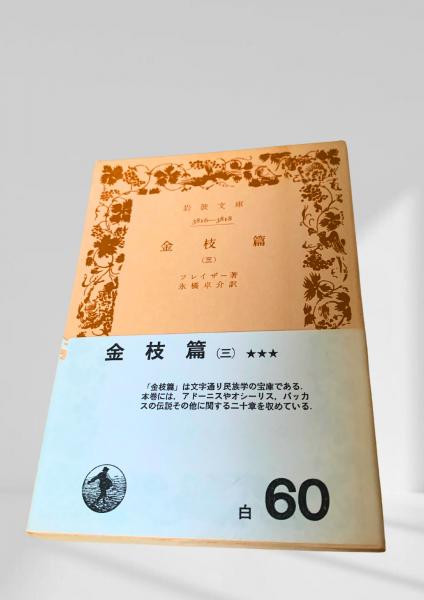 岩波文庫
3816—3818
金枝篇
(三)
フレイザー著
永橋卓介訳
金枝篇(三)★★★
「金枝篇」は文字通り民族学の宝庫である.
本巻には, アドーニスやオシーリス, バッカ
スの伝説その他に関する二十章を収めている.
白 60